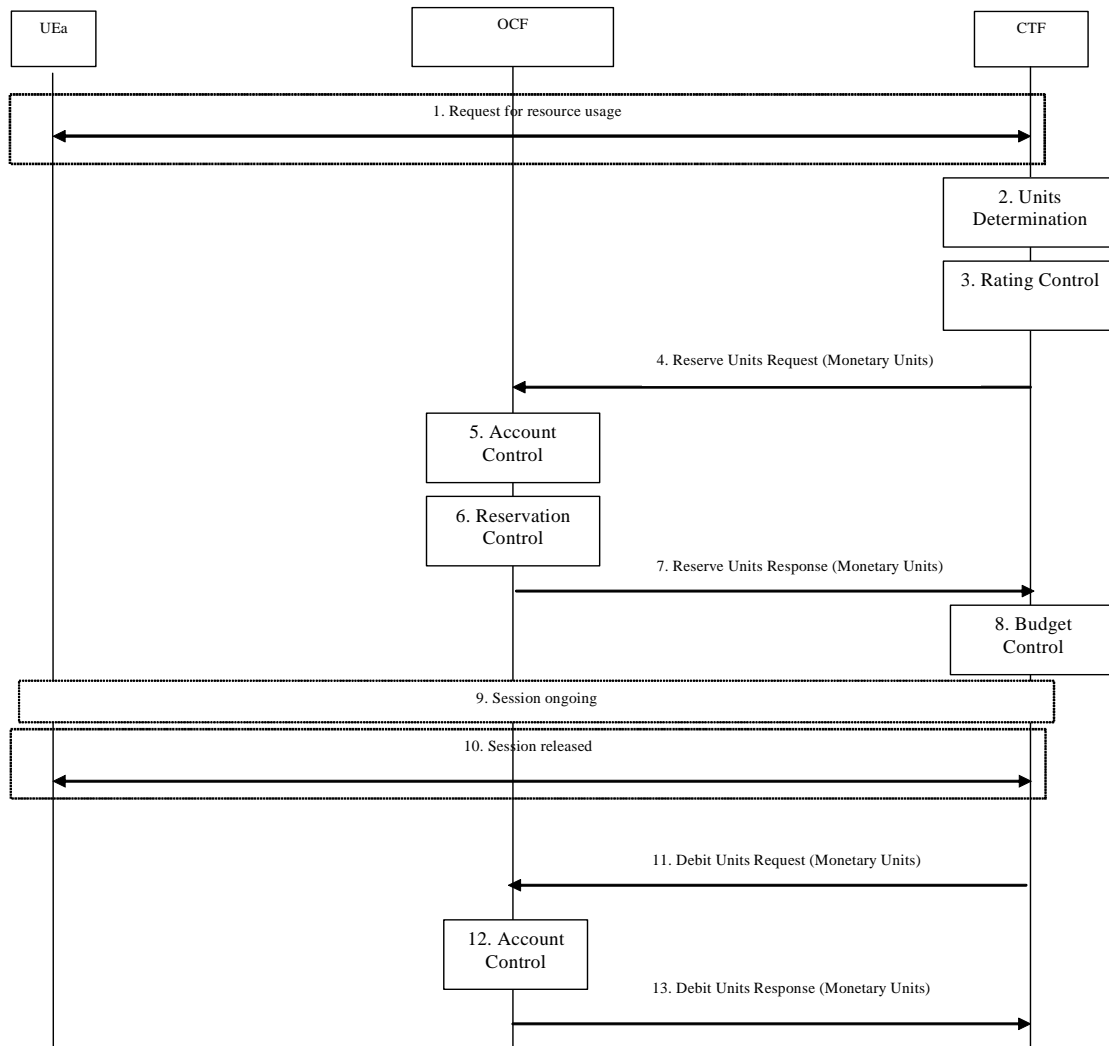 UEa
OCF
CTF
1. Request for resource usage
2. Units
Determination
3. Rating Control
4. Reserve Units Request (Monetary Units)
5. Account
Control
6. Reservation
Control
7. Reserve Units Response (Monetary Units)
8. Budget
Control
9. Session ongoing
10. Session released
11. Debit Units Request (Monetary Units)
12. Account
Control
13. Debit Units Response (Monetary Units)